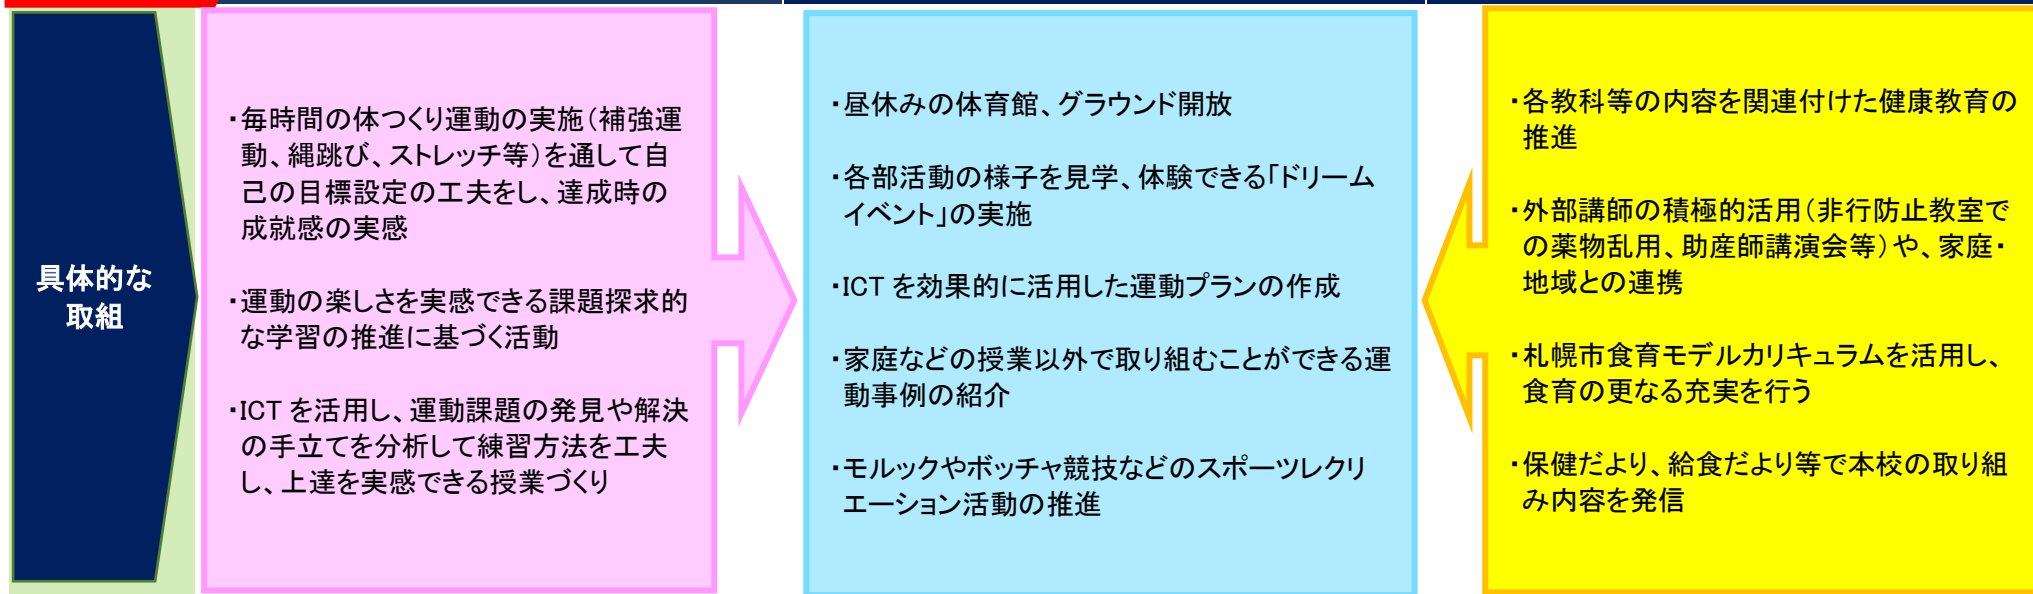 具体的な
取組
・毎時間の体つくり運動の実施(補強運
動、縄跳び、ストレッチ等)を通して自
己の目標設定の工夫をし、達成時の
成就感の実感
・運動の楽しさを実感できる課題探求的
な学習の推進に基づく活動
・ICT を活用し、運動課題の発見や解決
の手立てを分析して練習方法を工夫
し、上達を実感できる授業づくり
・昼休みの体育館、グラウンド開放
・各部活動の様子を見学、体験できる「ドリーム
イベント」の実施
・ICT を効果的に活用した運動プランの作成
・家庭などの授業以外で取り組むことができる運
動事例の紹介
・モルックやボッチャ競技などのスポーツレクリ
エーション活動の推進
・各教科等の内容を関連付けた健康教育の
推進
・外部講師の積極的活用(非行防止教室で
の薬物乱用、助産師講演会等)や、家庭・
地域との連携
・札幌市食育モデルカリキュラムを活用し、
食育の更なる充実を行う
・保健だより、給食だより等で本校の取り組
み内容を発信